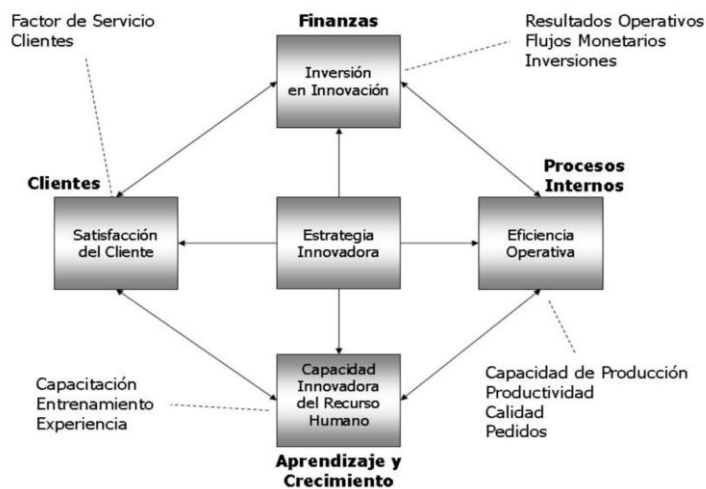 Factor de Servicio
Clientes
Finanzas
Resultados Operativos
Flujos Monetarios
Inversiones
Inversión
en Innovación
Clientes
Procesos
Internos
Satisfacción
del Cliente
Estrategia
Innovadora
Eficiencia
Operativa
Capacidad
Innovadora
del Recurso
Humano
Capacitación
Entrenamiento
Experiencia
Capacidad de Producción
Productividad
Calidad
Pedidos
Aprendizaje y
Crecimiento